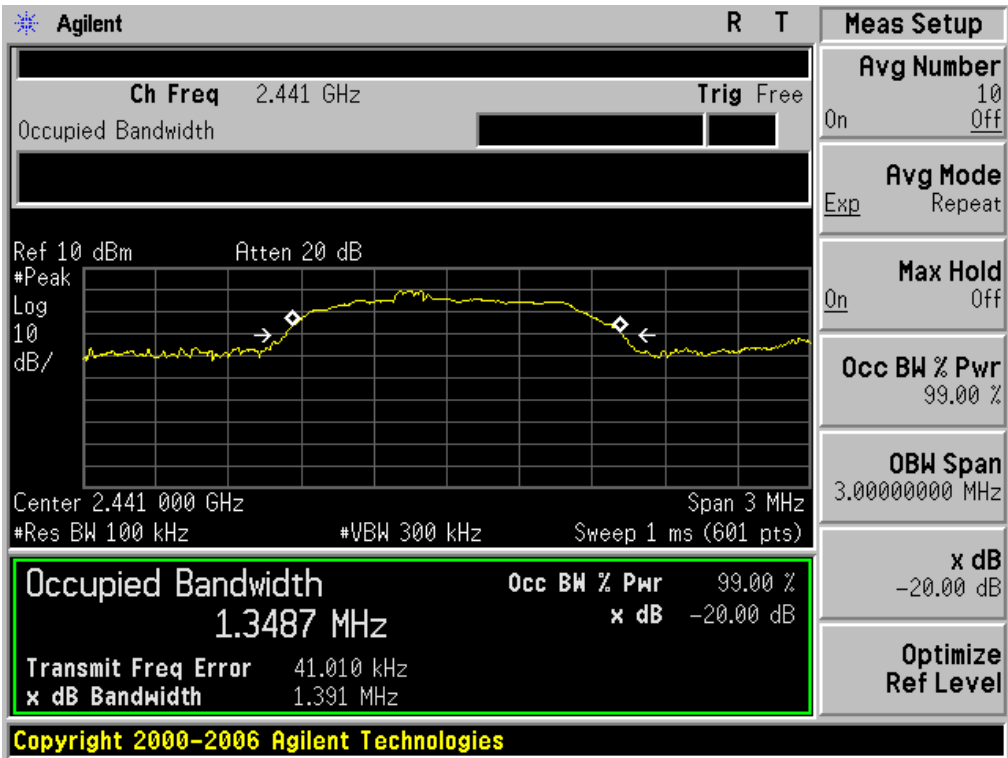 Agilent R T
Ch Freq 2.441 GHz Trig Free
Occupied Bandwidth
Ref 10 dBm Atten 20 dB
#Peak
Log
10
dB/
Center 2.441 000 GHz Span 3 MHz
#Res BW 100 kHz #VBW 300 kHz Sweep 1 ms (601 pts)
Occupied Bandwidth Occ BW % Pwr 99.00 %
1.3487 MHz x dB -20.00 dB
Transmit Freq Error 41.010 kHz
x dB Bandwidth 1.391 MHz
Copyright 2000-2006 Agilent Technologies
Meas Setup
Avg Number
10
On Off
Avg Mode
Exp Repeat
Max Hold
On Off
Occ BW % Pwr
99.00 %
OBW Span
3.00000000 MHz
x dB
-20.00 dB
Optimize
Ref Level